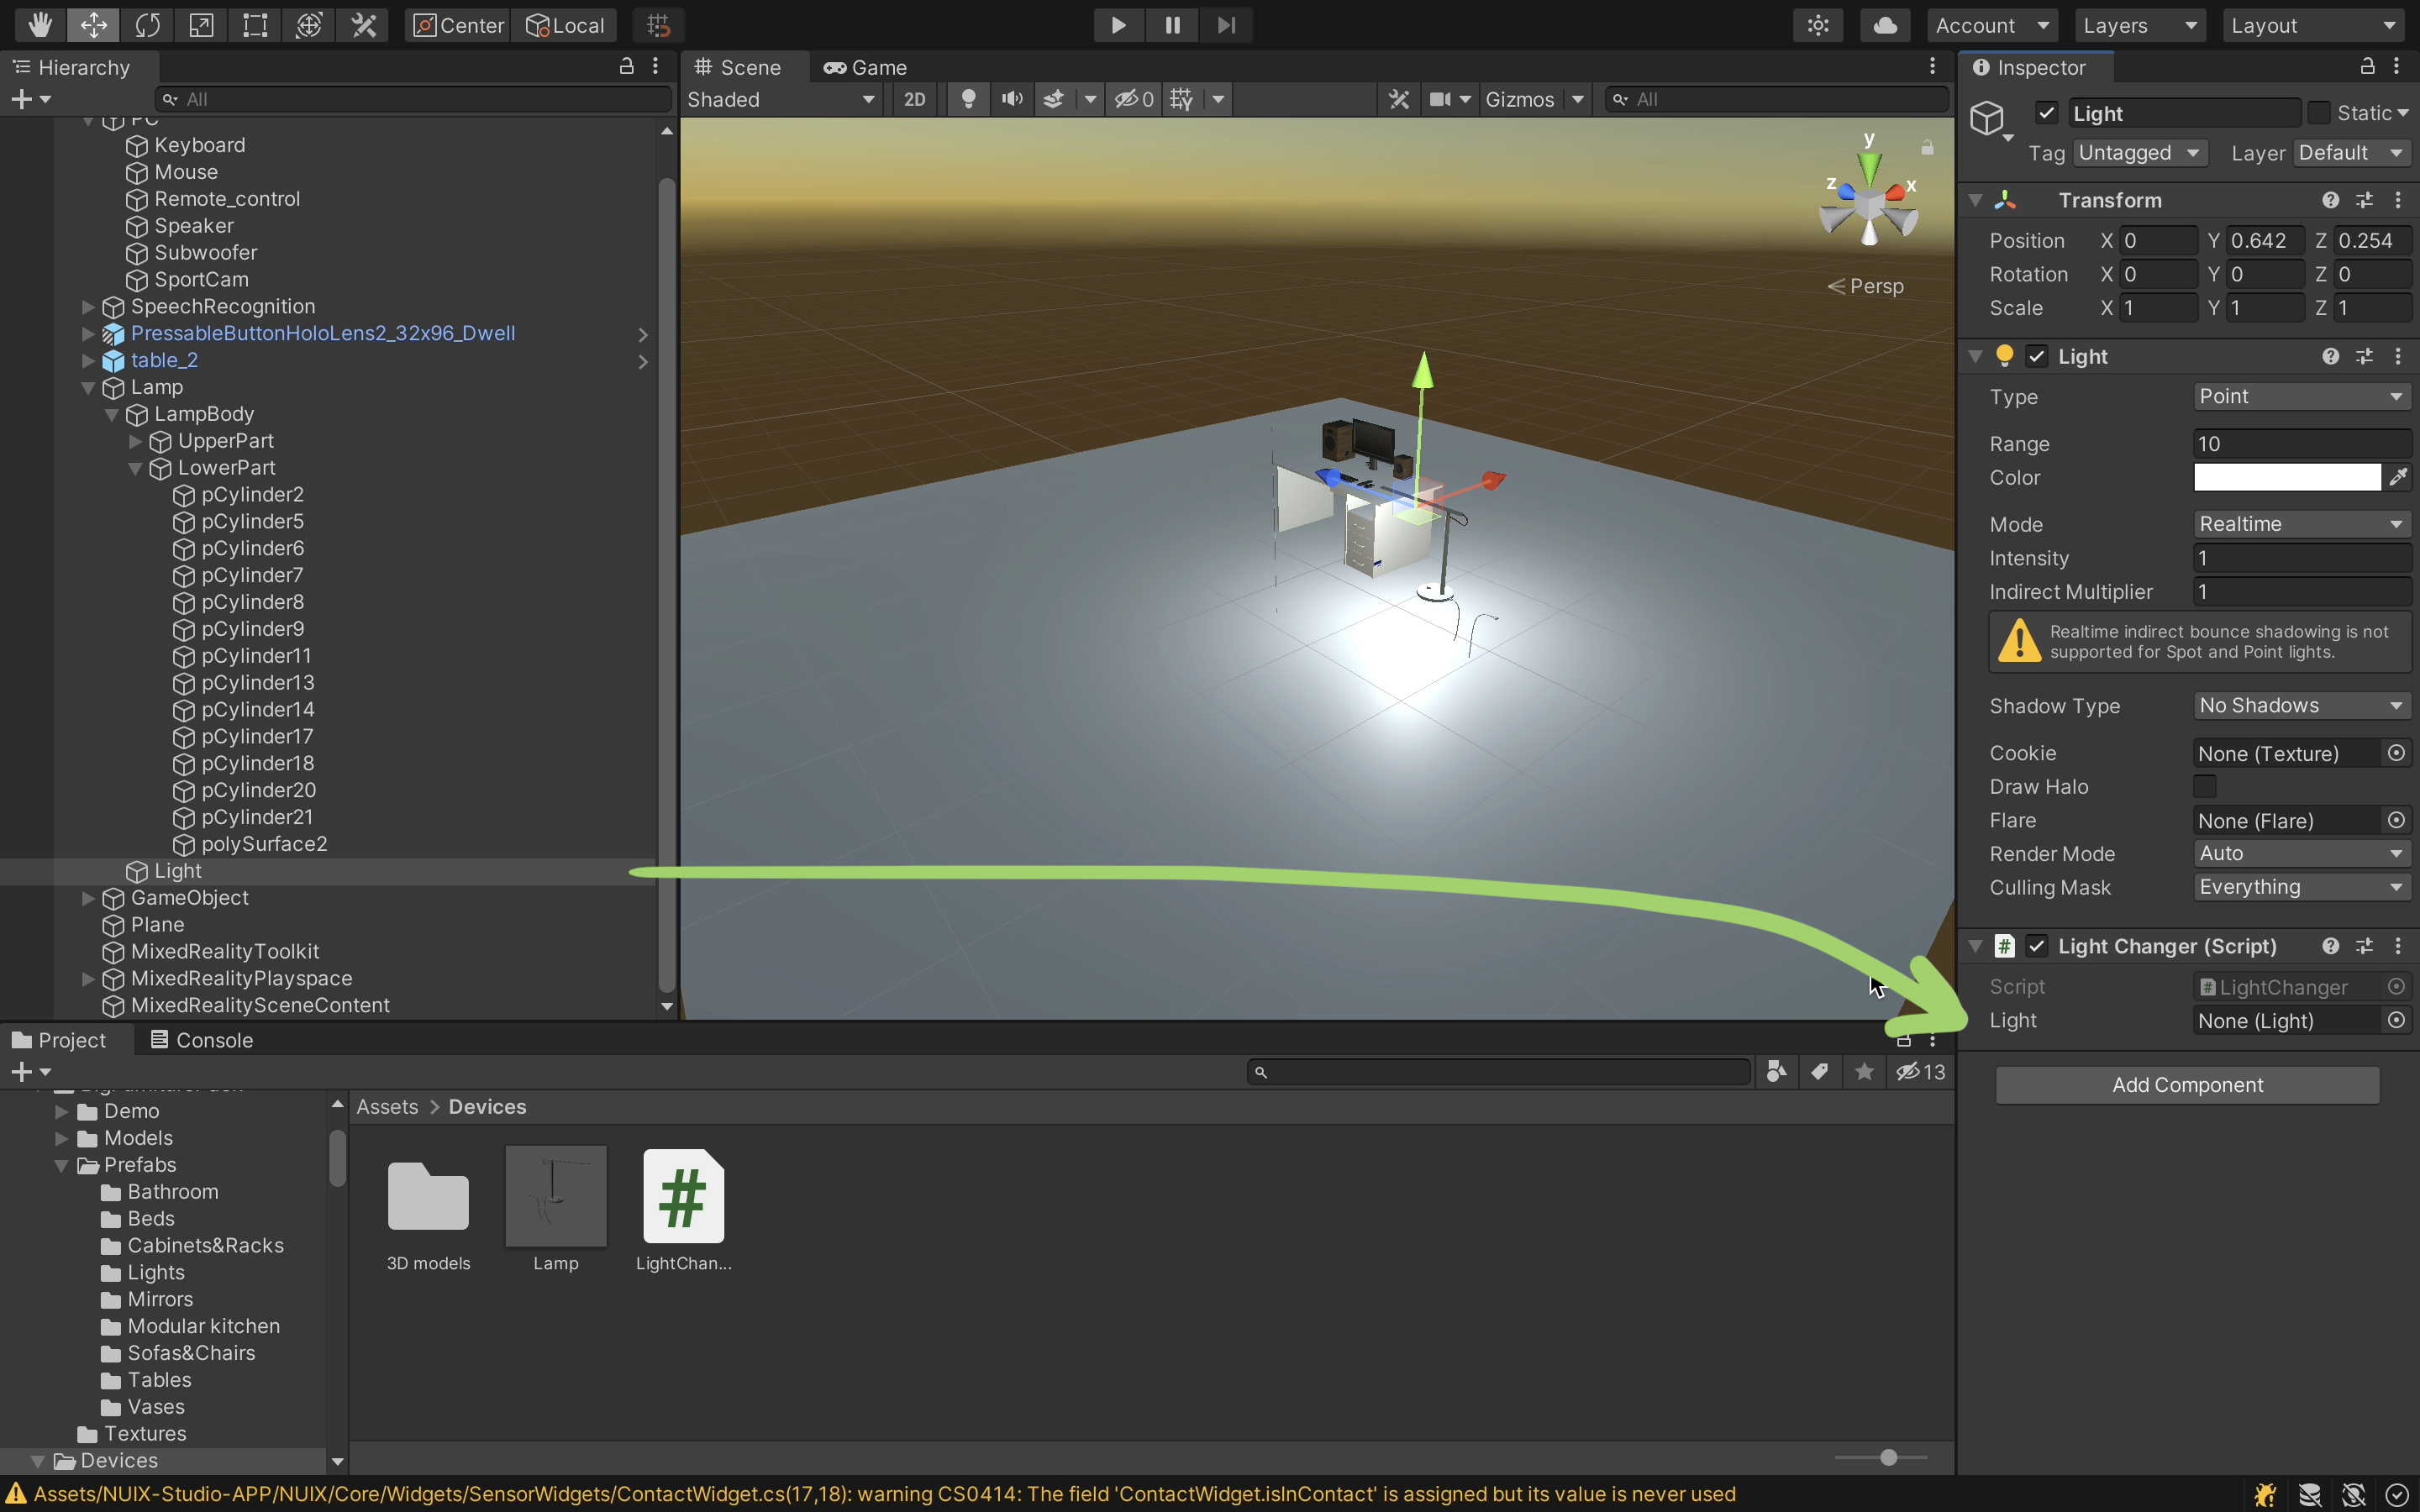 Center Local Account Layers Layout
Hierarchy
All
PC
Keyboard
Mouse
Remote_control
Speaker
Subwoofer
SportCam
SpeechRecognition
PressableButtonHoloLens2_32x96_Dwell
table_2
Lamp
LampBody
UpperPart
LowerPart
pCylinder2
pCylinder5
pCylinder6
pCylinder7
pCylinder8
pCylinder9
pCylinder11
pCylinder13
pCylinder14
pCylinder17
pCylinder18
pCylinder20
pCylinder21
polySurface2
Light
GameObject
Plane
MixedRealityToolkit
MixedRealityPlayspace
MixedRealitySceneContent
Scene Game
Shaded 2D 0 Gizmos All
y
z x
Persp
Inspector
Light Static
Tag Untagged Layer Default
Transform
Position X 0 Y 0.642 Z 0.254
Rotation X 0 Y 0 Z 0
Scale X 1 Y 1 Z 1
Light
Type Point
Range 10
Color
Mode Realtime
Intensity 1
Indirect Multiplier 1
Realtime indirect bounce shadowing is not
supported for Spot and Point lights.
Shadow Type No Shadows
Cookie None (Texture)
Draw Halo
Flare None (Flare)
Render Mode Auto
Culling Mask Everything
# Light Changer (Script)
Script # LightChanger
Light None (Light)
Add Component
Project Console
13
Demo
Models
Prefabs
Bathroom
Beds
Cabinets&Racks
Lights
Mirrors
Modular kitchen
Sofas&Chairs
Tables
Vases
Textures
Devices
Assets > Devices
#
3D models Lamp LightChan...
Assets/NUIX-Studio-APP/NUIX/Core/Widgets/SensorWidgets/ContactWidget.cs(17,18): warning CS0414: The field 'ContactWidget.isInContact' is assigned but its value is never used